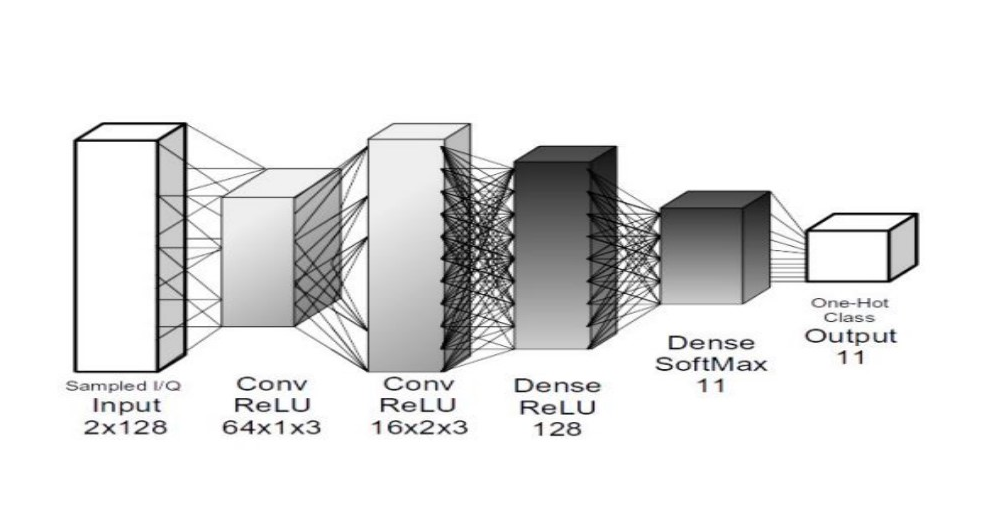 Sampled I/Q
Input
2x128
Conv
ReLU
64x1x3
Conv
ReLU
16x2x3
Dense
ReLU
128
Dense
SoftMax
11
One-Hot
Class
Output
11